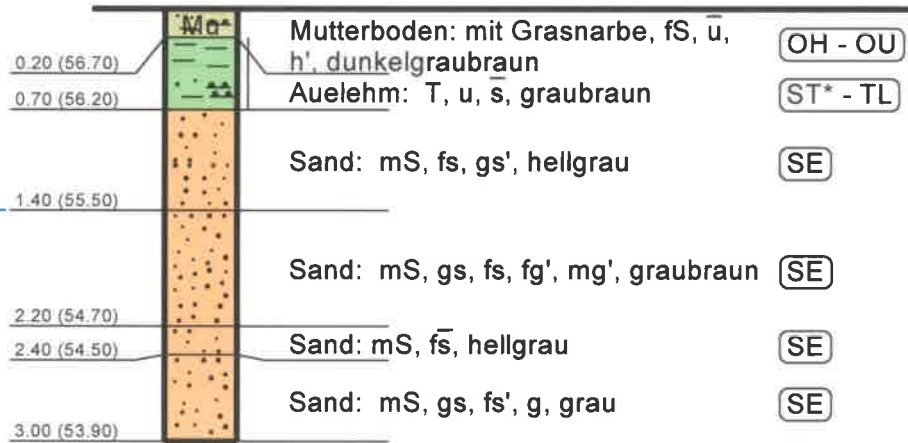 Mu
Mutterboden: mit Grasnarbe, fS, u̅,
h', dunkelgraubraun
OH - OU
0.20 (56.70)
Auelehm: T, u, s̅, graubraun
ST* - TL
0.70 (56.20)
Sand: mS, fs, gs', hellgrau
SE
1.40 (55.50)
Sand: mS, gs, fs, fg', mg', graubraun
SE
2.20 (54.70)
Sand: mS, fs̅, hellgrau
SE
2.40 (54.50)
Sand: mS, gs, fs', g, grau
SE
3.00 (53.90)